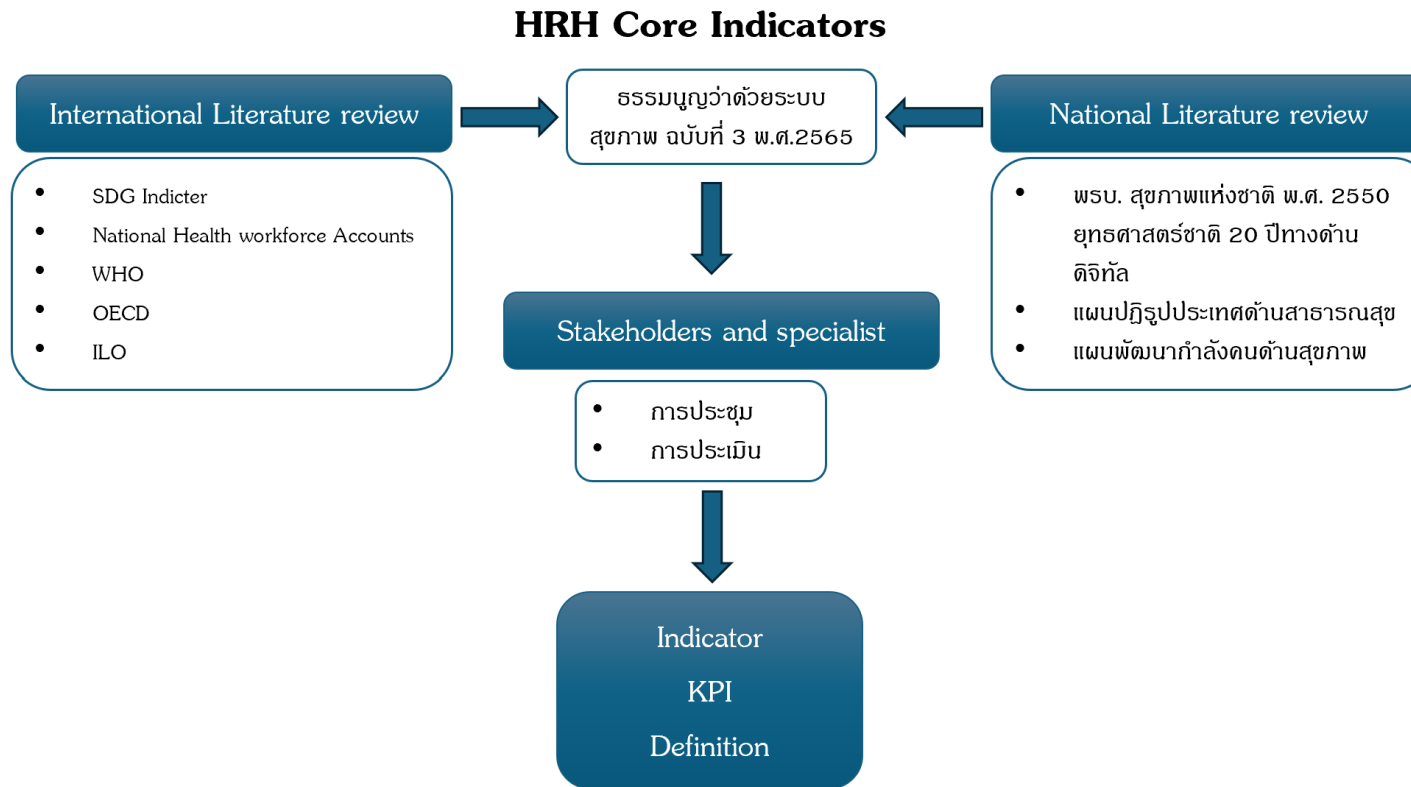 HRH Core Indicators
International Literature review
• SDG Indicter
• National Health workforce Accounts
• WHO
• OECD
• ILO
ธรรมนูญว่าด้วยระบบ
สุขภาพ ฉบับที่ 3 พ.ศ.2565
National Literature review
• พรบ. สุขภาพแห่งชาติ พ.ศ. 2550
ยุทธศาสตร์ชาติ 20 ปีทางด้าน
ดิจิทัล
• แผนปฏิรูปประเทศด้านสาธารณสุข
• แผนพัฒนากำลังคนด้านสุขภาพ
Stakeholders and specialist
• การประชุม
• การประเมิน
Indicator
KPI
Definition